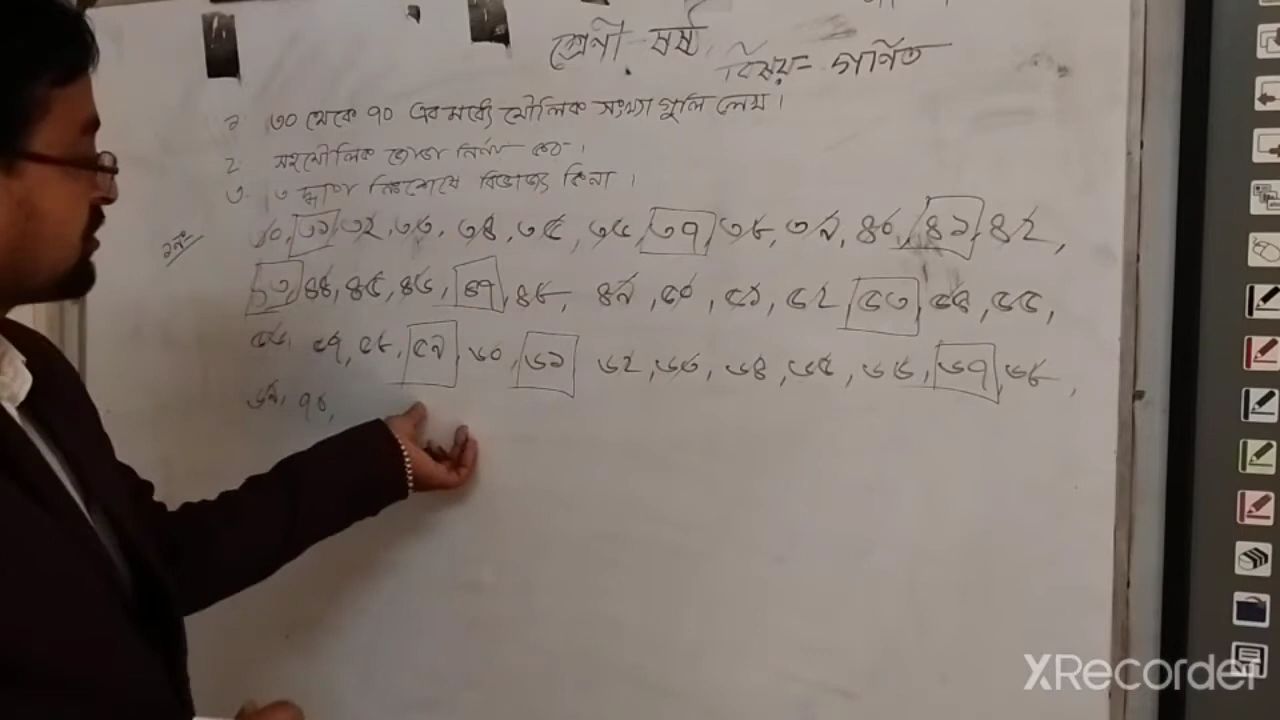 শ্রেণী ষষ্ঠ
বিষয়= গণিত
১. ৩০ থেকে ৭০ এর মধ্যে মৌলিক সংখ্যা গুলি লেখ।
২. সহমৌলিক জোড়া নির্ণয় কর।
৩. ৩ দ্বারা নিঃশেষে বিভাজ্য কিনা।
১নং
৩০, ৩১ ৩২, ৩৩, ৩৪, ৩৫, ৩৬, ৩৭, ৩৮, ৩৯, ৪০, ৪১ ৪২,
৪৩ ৪৪, ৪৫, ৪৬, ৪৭, ৪৮, ৪৯, ৫০, ৫১, ৫২ ৫৩, ৫৪, ৫৫,
৫৬, ৫৭, ৫৮, ৫৯, ৬০, ৬১ ৬২, ৬৩, ৬৪, ৬৫, ৬৬, ৬৭, ৬৮,
৬৯, ৭০,
XRecorder